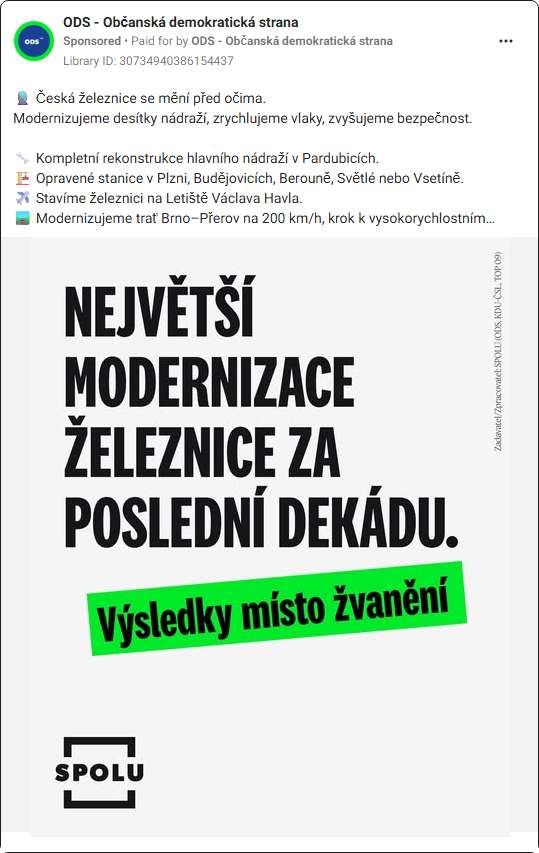 ODS - Občanská demokratická strana
Sponsored • Paid for by ODS - Občanská demokratická strana
Library ID: 30734940386154437
Česká železnice se mění před očima.
Modernizujeme desítky nádraží, zrychlujeme vlaky, zvyšujeme bezpečnost.
Kompletní rekonstrukce hlavního nádraží v Pardubicích.
Opravené stanice v Plzni, Budějovicích, Berouně, Světlé nebo Vsetíně.
Stavíme železnici na Letiště Václava Havla.
Modernizujeme trať Brno–Přerov na 200 km/h, krok k vysokorychlostním…
Zadavatel/Zpracovatel: SPOLU (ODS, KDU-ČSL, TOP 09)
NEJVĚTŠÍ
MODERNIZACE
ŽELEZNICE ZA
POSLEDNÍ DEKÁDU.
Výsledky místo žvanění
SPOLU